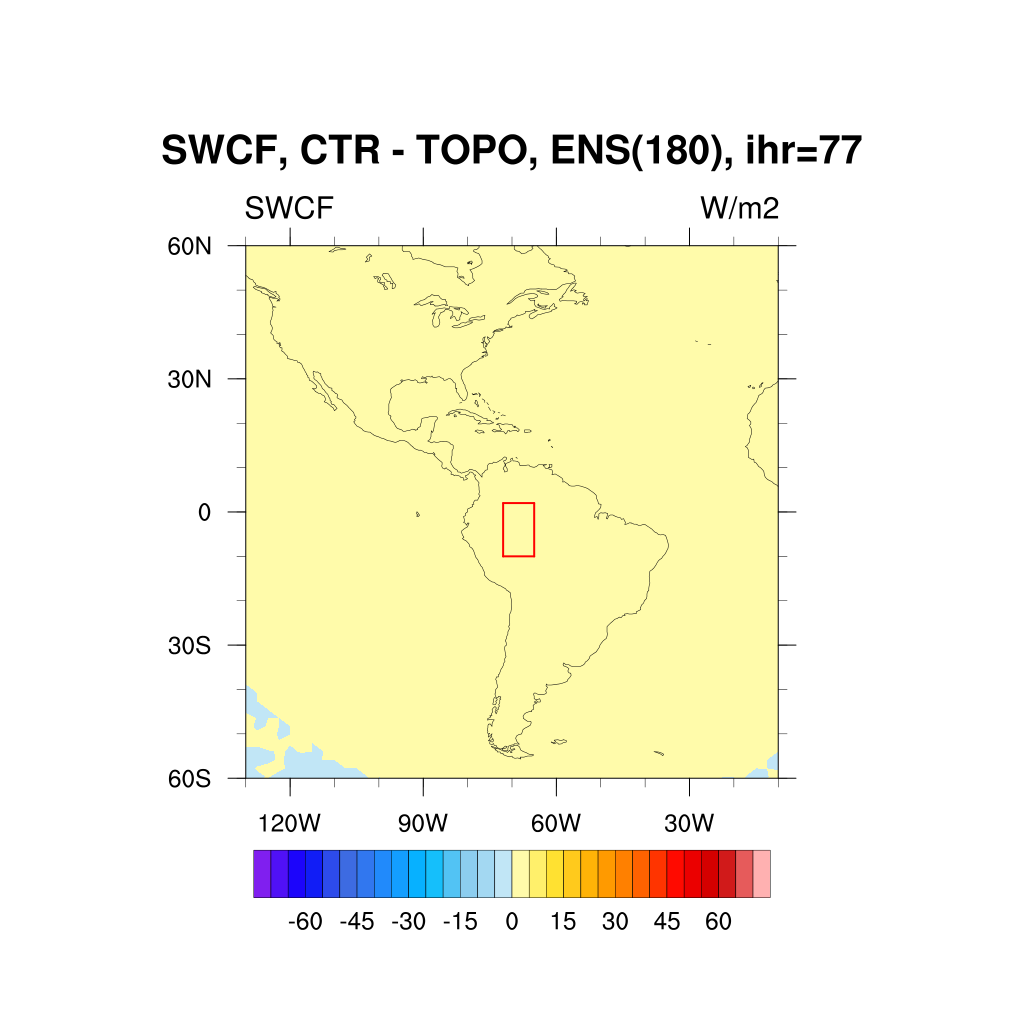 SWCF, CTR - TOPO, ENS(180), ihr=77
SWCF W/m2
60N
30N
0
30S
60S
120W 90W 60W 30W
-60 -45 -30 -15 0 15 30 45 60